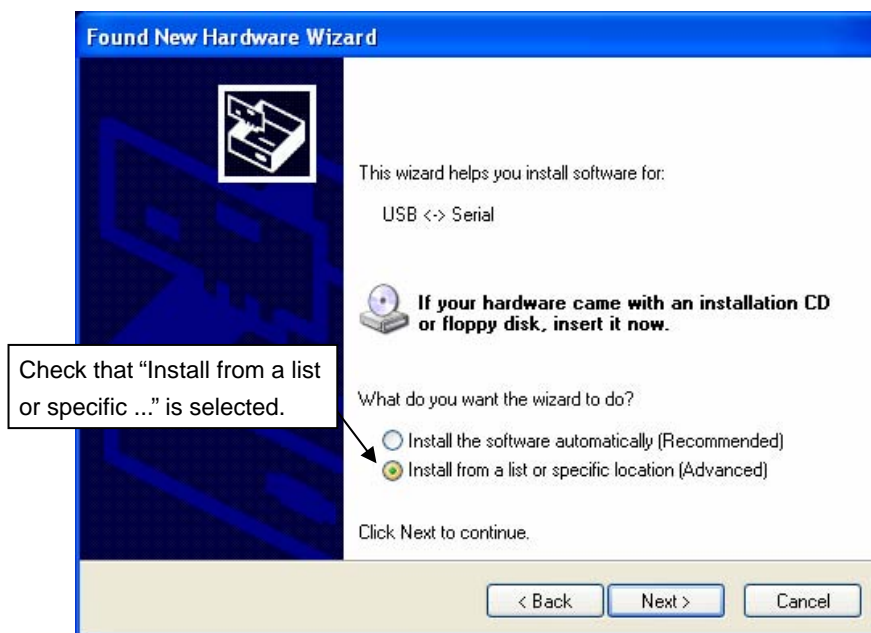 Found New Hardware Wizard
This wizard helps you install software for:
USB <-> Serial
If your hardware came with an installation CD
or floppy disk, insert it now.
Check that “Install from a list
or specific ...” is selected.
What do you want the wizard to do?
Install the software automatically (Recommended)
Install from a list or specific location (Advanced)
Click Next to continue.
< Back
Next >
Cancel